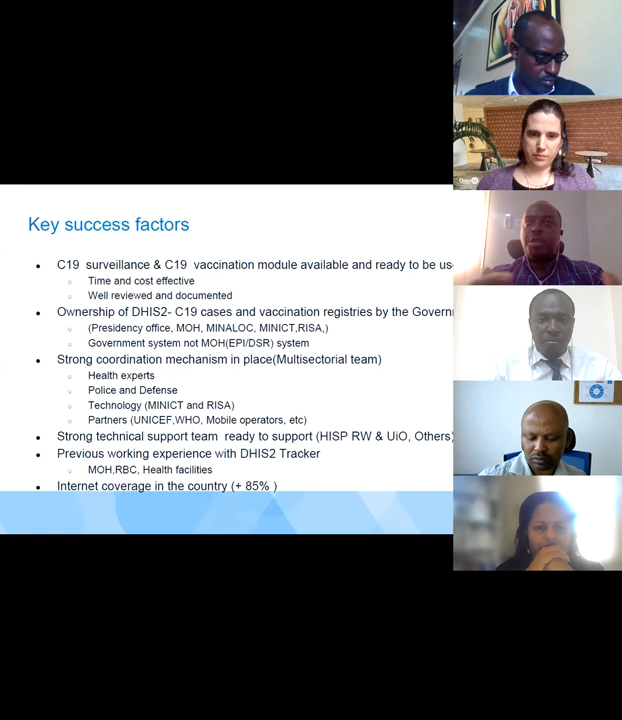 Key success factors
C19 surveillance & C19 vaccination module available and ready to be us
Time and cost effective
Well reviewed and documented
Ownership of DHIS2- C19 cases and vaccination registries by the Govern
(Presidency office, MOH, MINALOC, MINICT,RISA,)
Government system not MOH(EPI/DSR) system
Strong coordination mechanism in place(Multisectorial team)
Health experts
Police and Defense
Technology (MINICT and RISA)
Partners (UNICEF,WHO, Mobile operators, etc)
Strong technical support team ready to support (HISP RW & UiO, Others)
Previous working experience with DHIS2 Tracker
MOH,RBC, Health facilities
Internet coverage in the country (+ 85% )